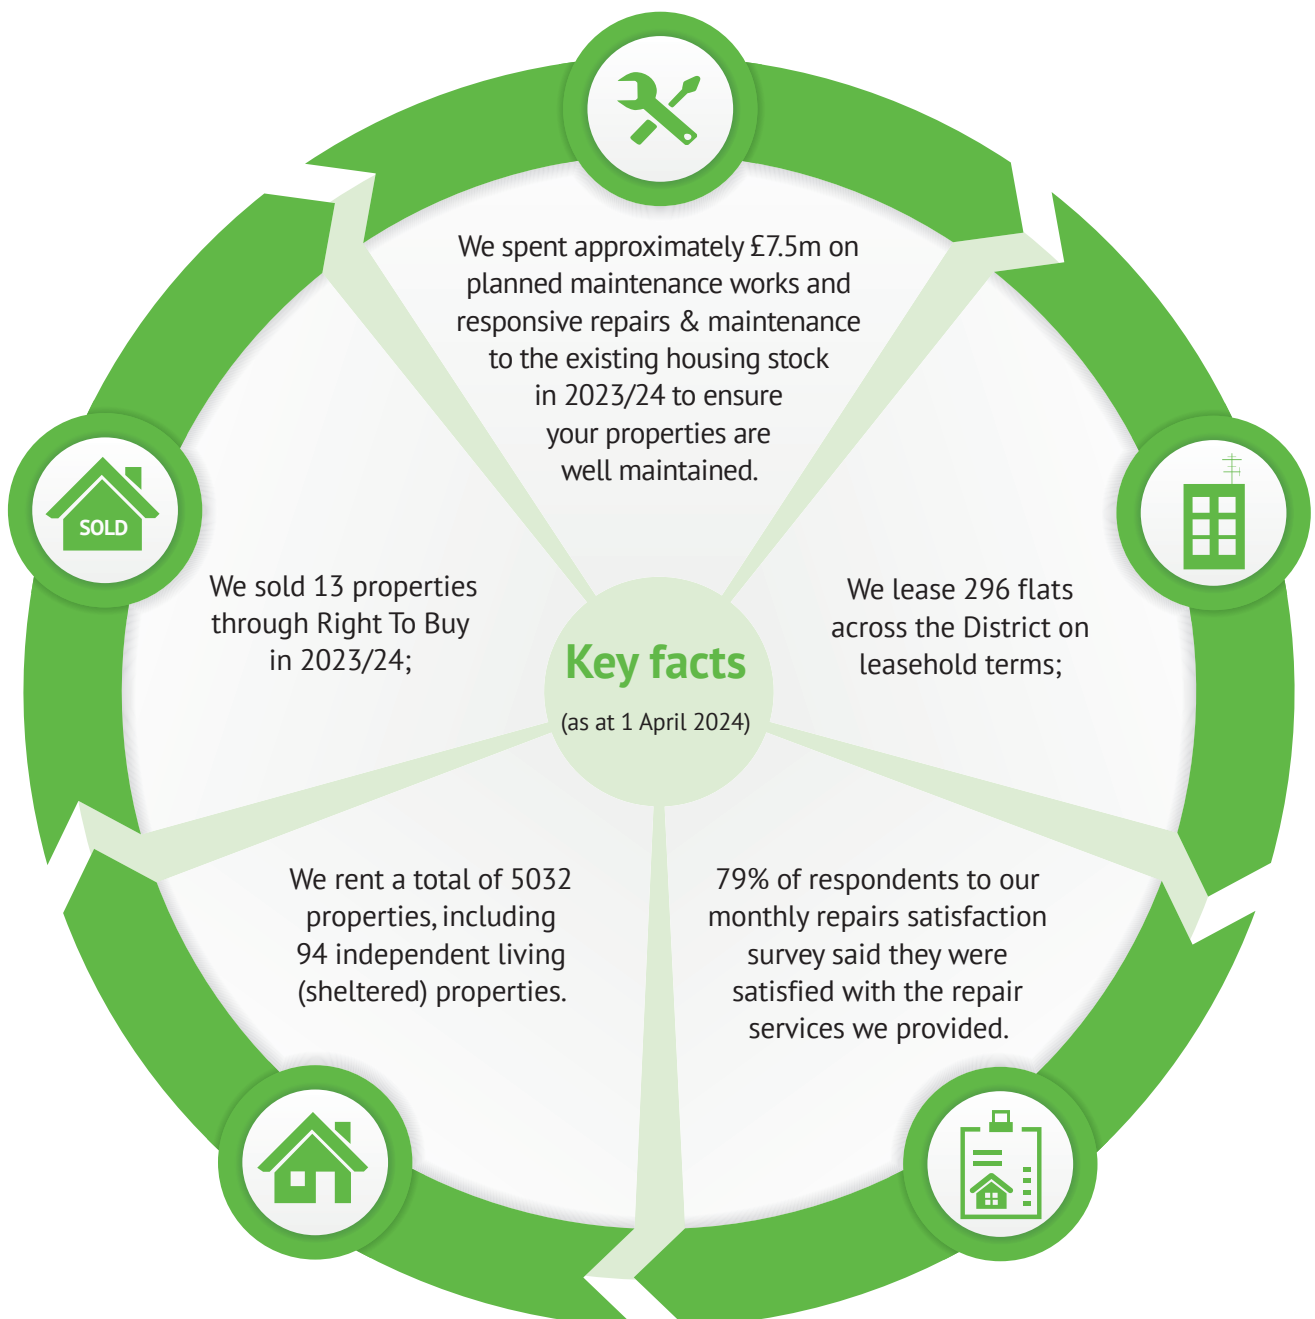 We spent approximately £7.5m on
planned maintenance works and
responsive repairs & maintenance
to the existing housing stock
in 2023/24 to ensure
your properties are
well maintained.
SOLD
We sold 13 properties
through Right To Buy
in 2023/24;
We lease 296 flats
across the District on
leasehold terms;
Key facts
(as at 1 April 2024)
We rent a total of 5032
properties, including
94 independent living
(sheltered) properties.
79% of respondents to our
monthly repairs satisfaction
survey said they were
satisfied with the repair
services we provided.